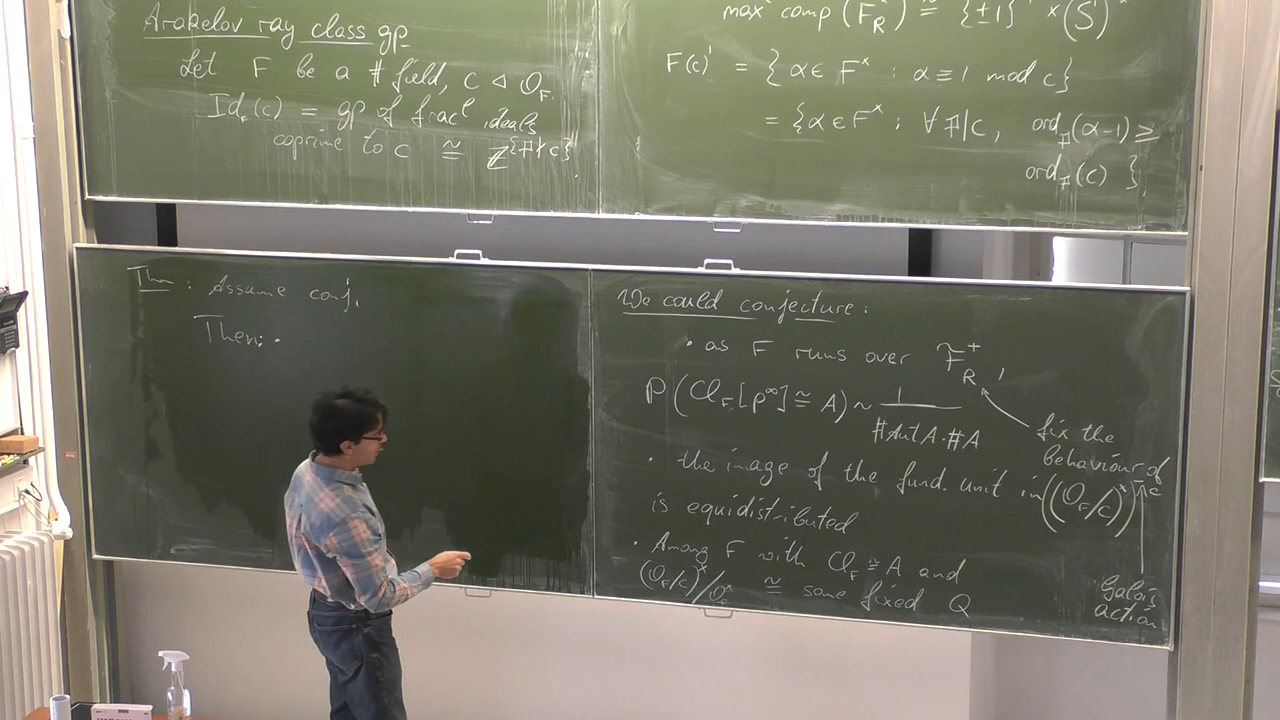 Arakelov ray class gp
Let F be a # field, c ◁ O_F.
Id_F(c) = gp of frac^l ideals
coprime to c ≅ ℤ^{𝔭∤c}
max comp (F_R^×) ≅ {±1}^ × (S^1)^
F(c)' = {α ∈ F^× : α ≡ 1 mod c}
= {α ∈ F^× : ∀ 𝔭|c, ord_𝔭(α-1) ≥
ord_𝔭(c) }
Thm: Assume conj.
Then: ·
We could conjecture:
· as F runs over F̃_R^+ '
P(Cl_F[p^∞] ≅ A) ~ 1 / #Aut A · #A
fix the
behaviour of
· the image of the fund. unit in ((O_F/c)^×)^-
is equidistributed
· Among F with Cl_F ≅ A and
(O_F/c)^×/O_F^× ≅ some fixed Q
Galois
action